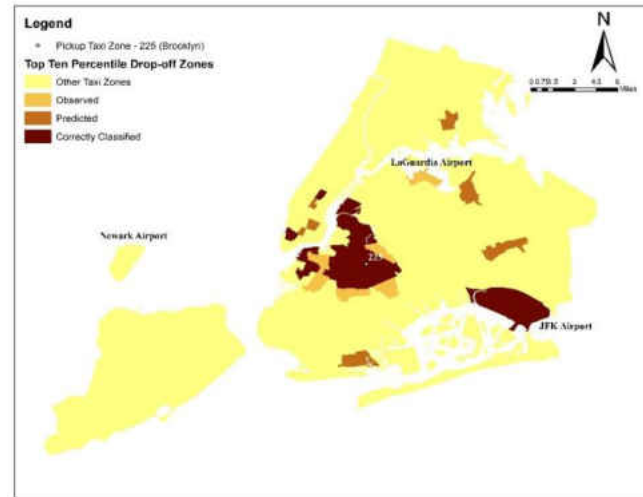 Legend
Pickup Taxi Zone - 225 (Brooklyn)
Top Ten Percentile Drop-off Zones
Other Taxi Zones
Observed
Predicted
Correctly Classified
N
Miles
LaGuardia Airport
Newark Airport
225
JFK Airport